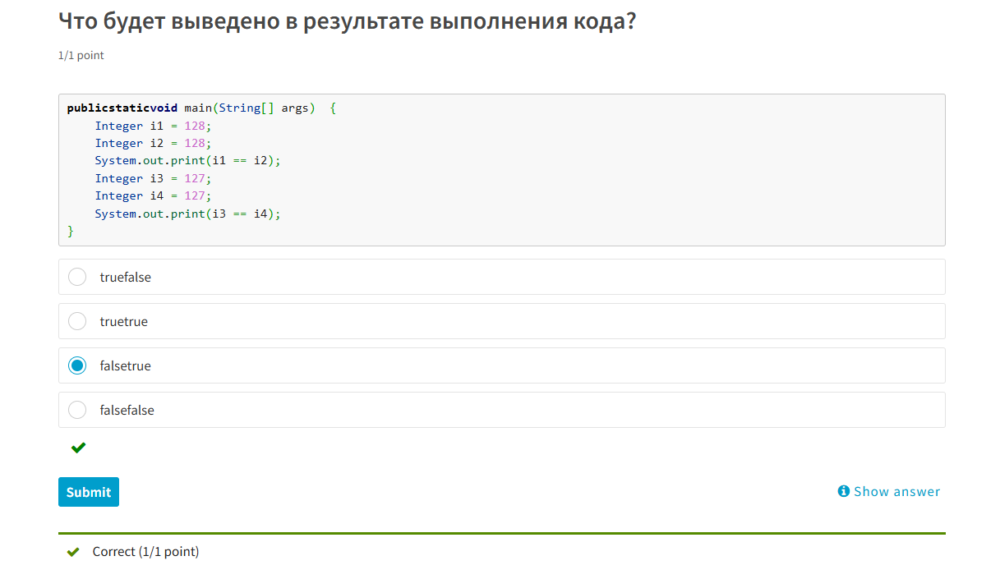 Что будет выведено в результате выполнения кода?
1/1 point
publicstaticvoid main(String[] args)  {
    Integer i1 = 128;
    Integer i2 = 128;
    System.out.print(i1 == i2);
    Integer i3 = 127;
    Integer i4 = 127;
    System.out.print(i3 == i4);
}
truefalse
truetrue
falsetrue
falsefalse
Submit
Show answer
Correct (1/1 point)